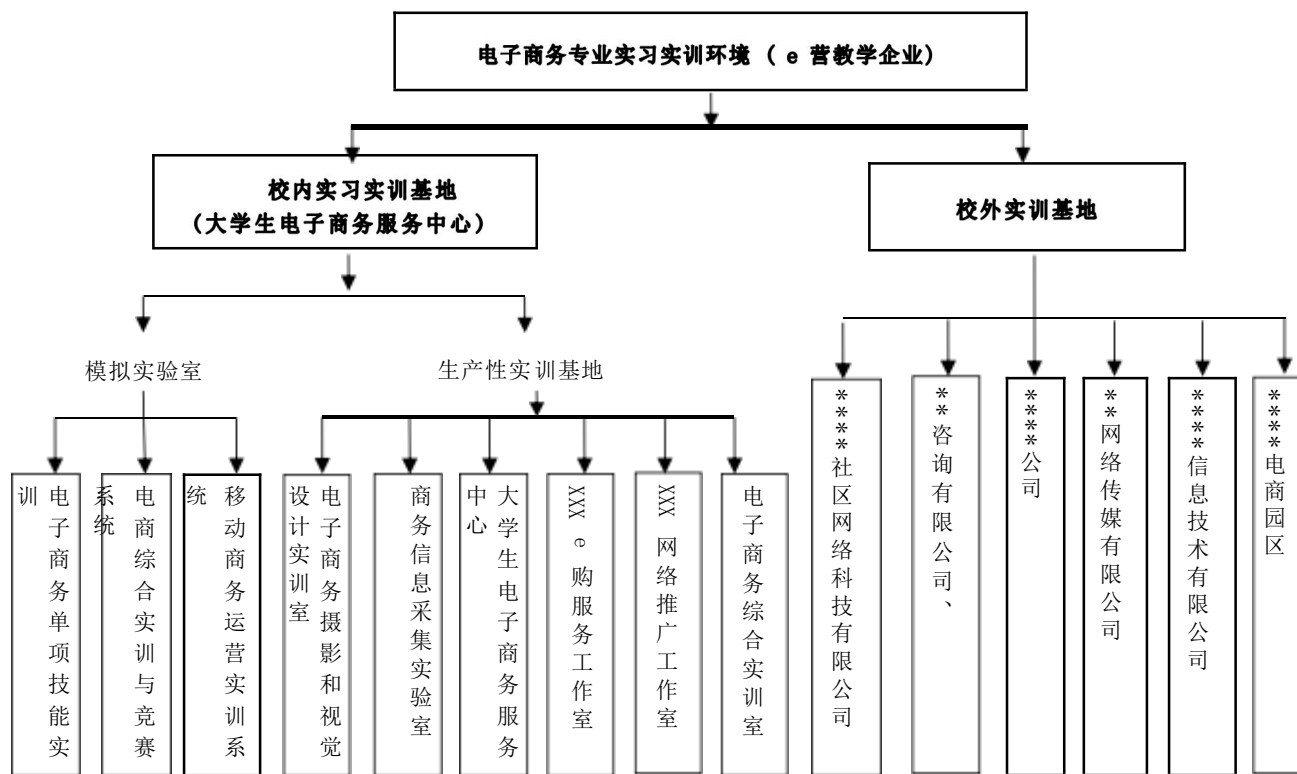 电子商务专业实习实训环境（ e 营教学企业）
校内实习实训基地
（大学生电子商务服务中心）
校外实训基地
模拟实验室
生产性实训基地
电子商务单项技能实
训
电商综合实训与竞赛
系统
移动商务运营实训系
统
电子商务摄影和视觉
设计实训室
商务信息采集实验室
大学生电子商务服务
中心
XXX e 购服务工作室
XXX 网络推广工作室
电子商务综合实训室
****社区网络科技有限公司
**咨询有限公司、
****公司
**网络传媒有限公司
****信息技术有限公司
****电商园区